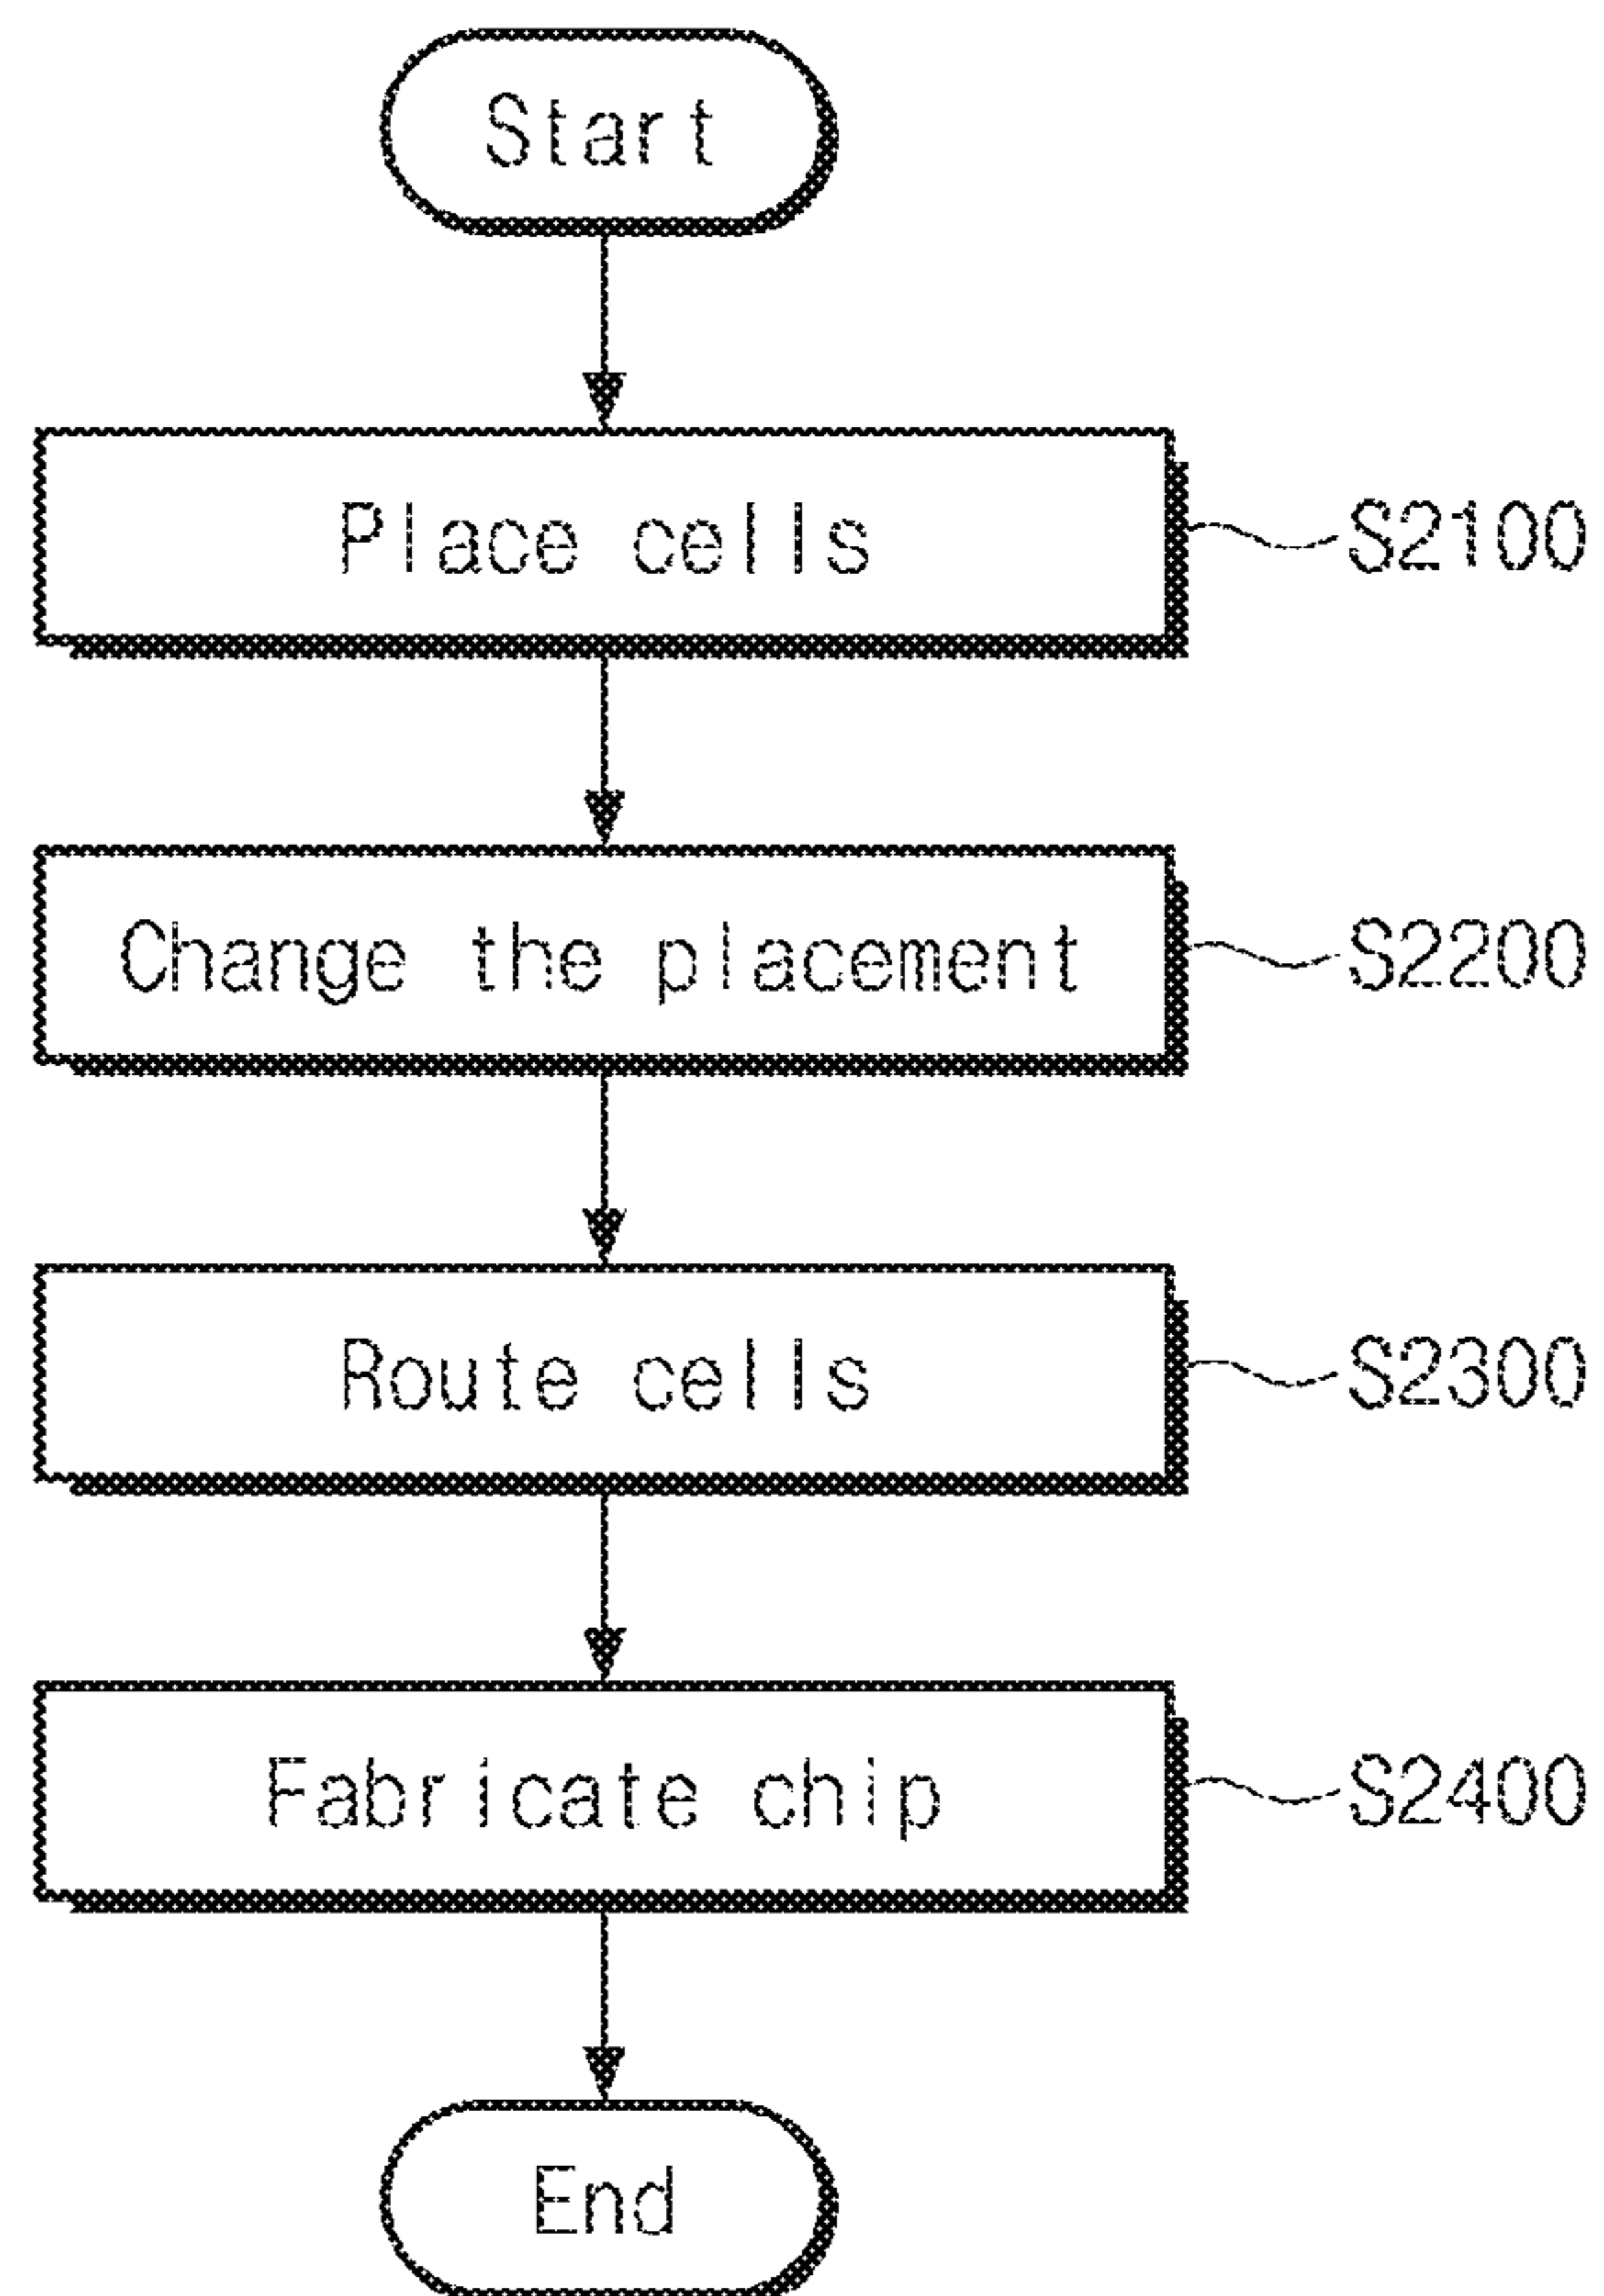 Start
Place cells
S2100
Change the placement
S2200
Route cells
S2300
Fabricate chip
S2400
End